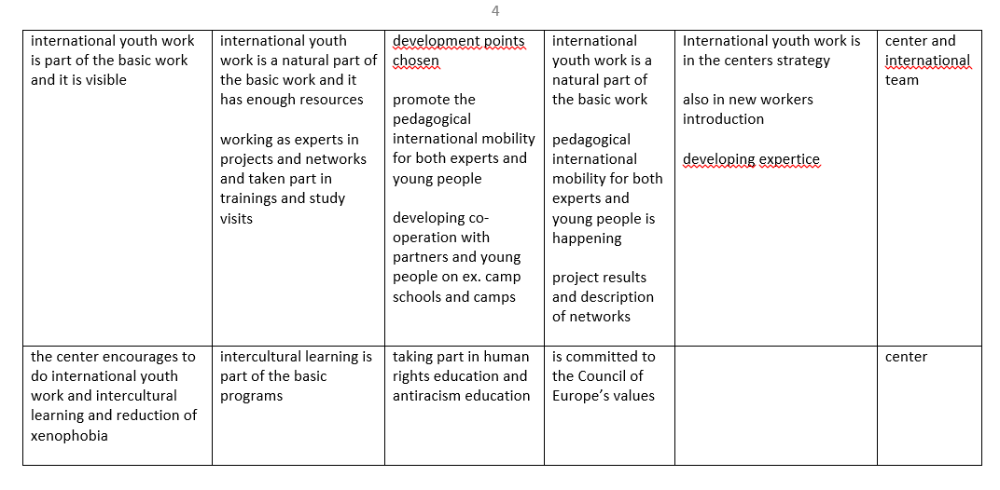 4
international youth work
is part of the basic work
and it is visible
international youth
work is a natural part of
the basic work and it
has enough resources
working as experts in
projects and networks
and taken part in
trainings and study
visits
development points
chosen
promote the
pedagogical
international mobility
for both experts and
young people
developing co-
operation with
partners and young
people on ex. camp
schools and camps
international
youth work is a
natural part of
the basic work
pedagogical
international
mobility for both
experts and
young people is
happening
project results
and description
of networks
International youth work is
in the centers strategy
also in new workers
introduction
developing expertice
center and
international
team
the center encourages to
do international youth
work and intercultural
learning and reduction of
xenophobia
intercultural learning is
part of the basic
programs
taking part in human
rights education and
antiracism education
is committed to
the Council of
Europe's values
center